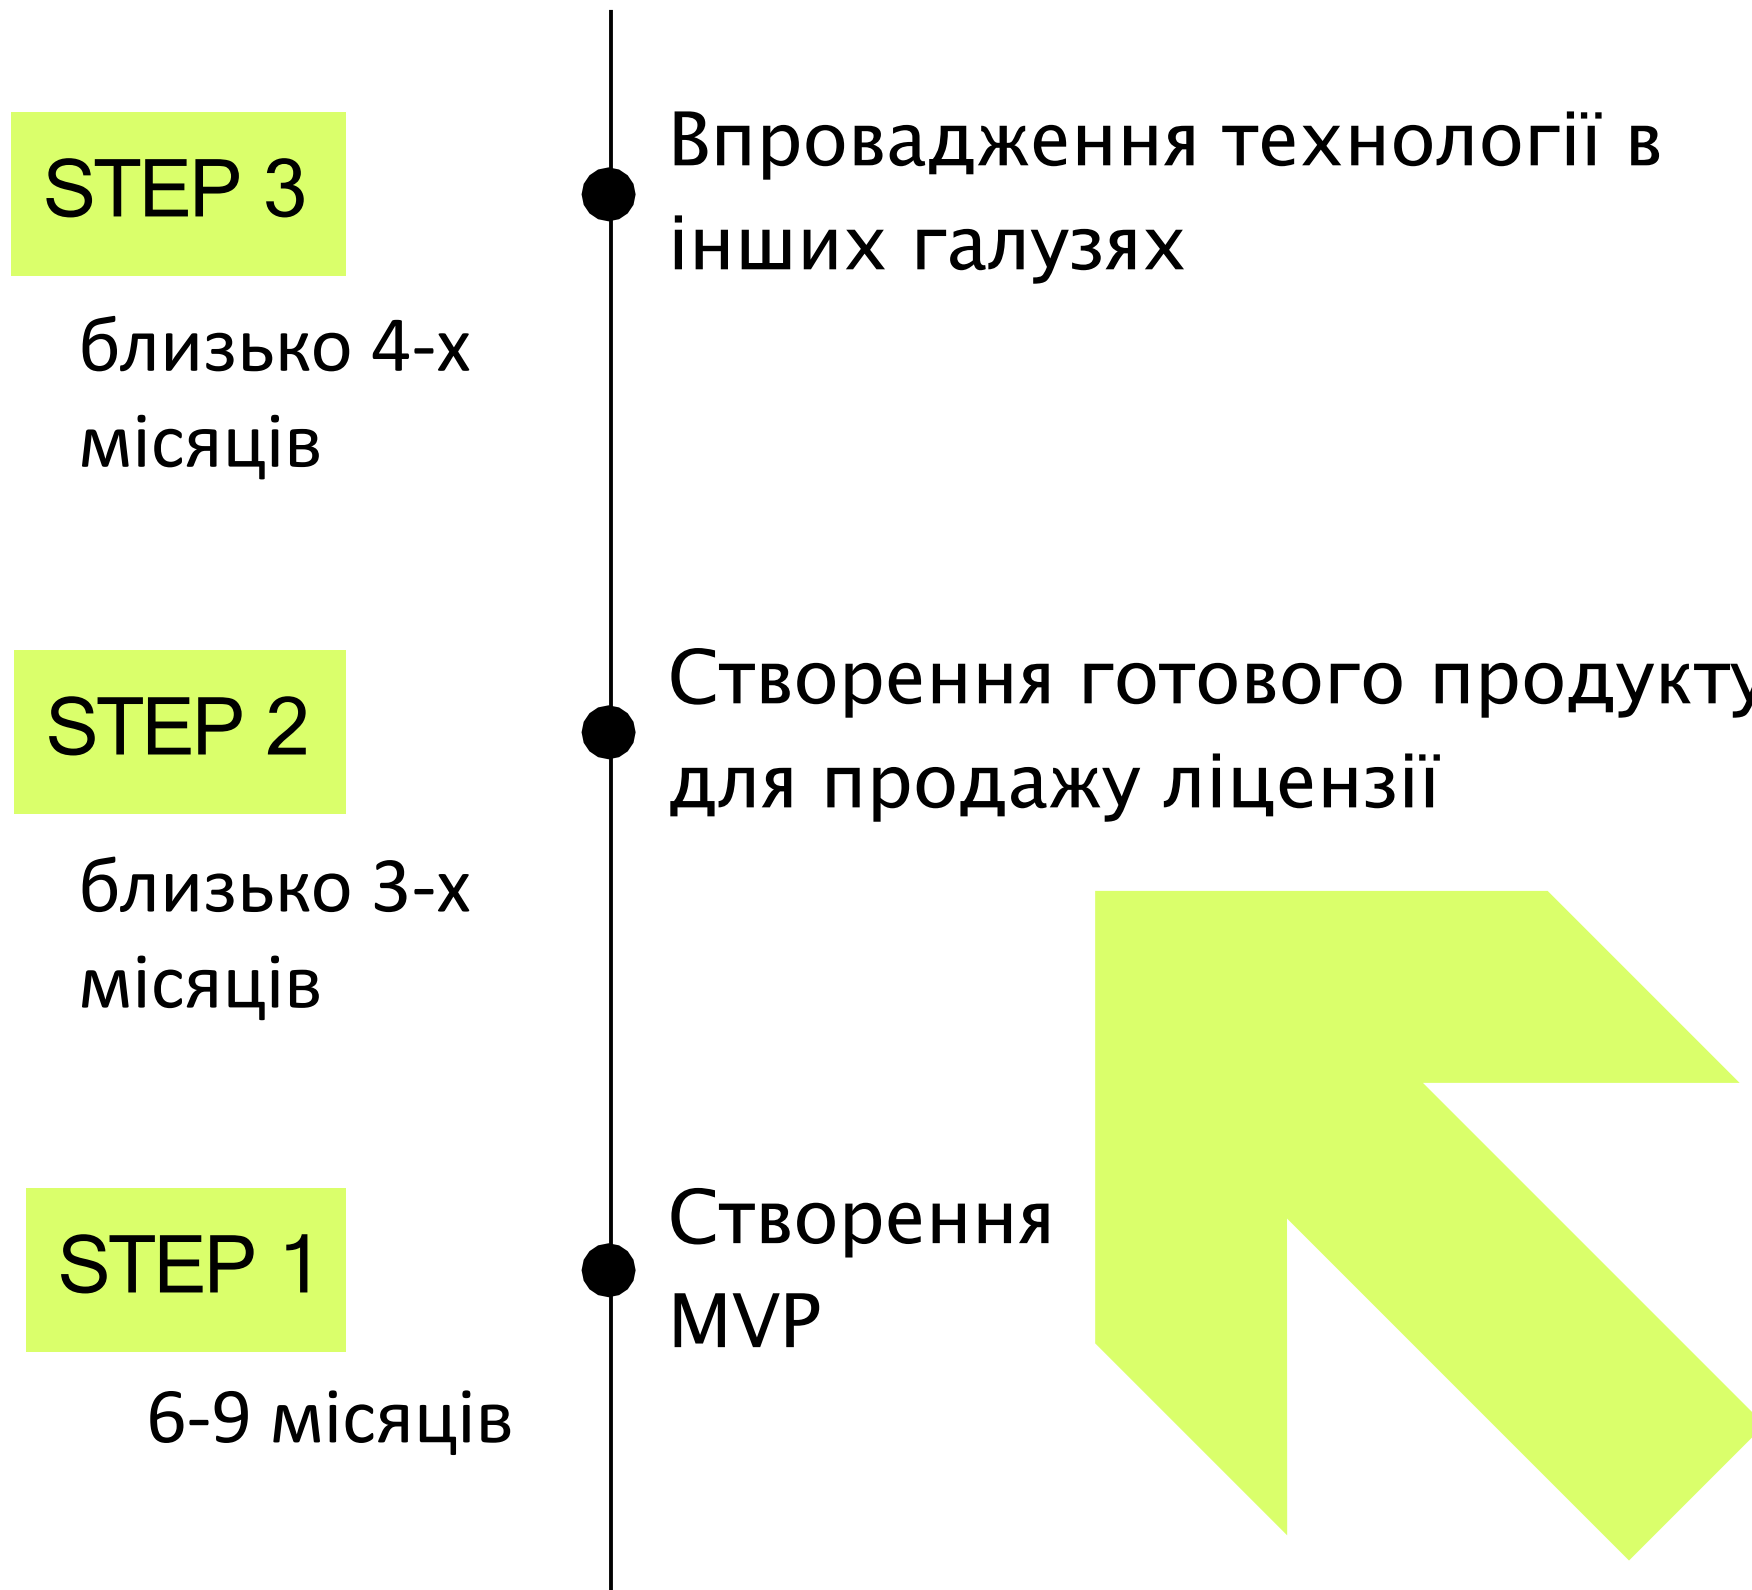 STEP 3
Впровадження технології в
інших галузях
близько 4-х
місяців
STEP 2
Створення готового продукту
для продажу ліцензії
близько 3-х
місяців
STEP 1
Створення
MVP
6-9 місяців